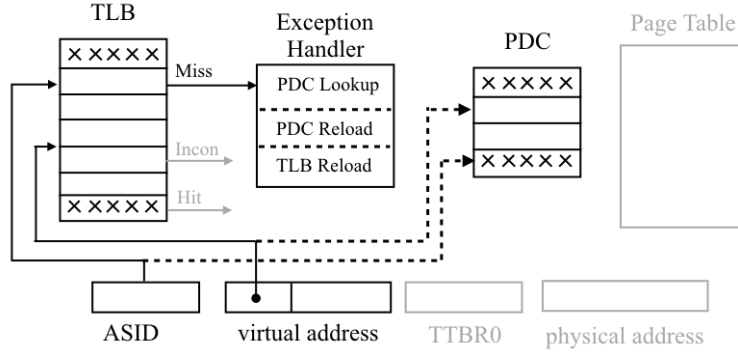 TLB
Exception
Handler
PDC
Page Table
×××××
Miss
PDC Lookup
×××××
PDC Reload
Incon
TLB Reload
×××××
Hit
×××××
ASID
virtual address
TTBR0
physical address